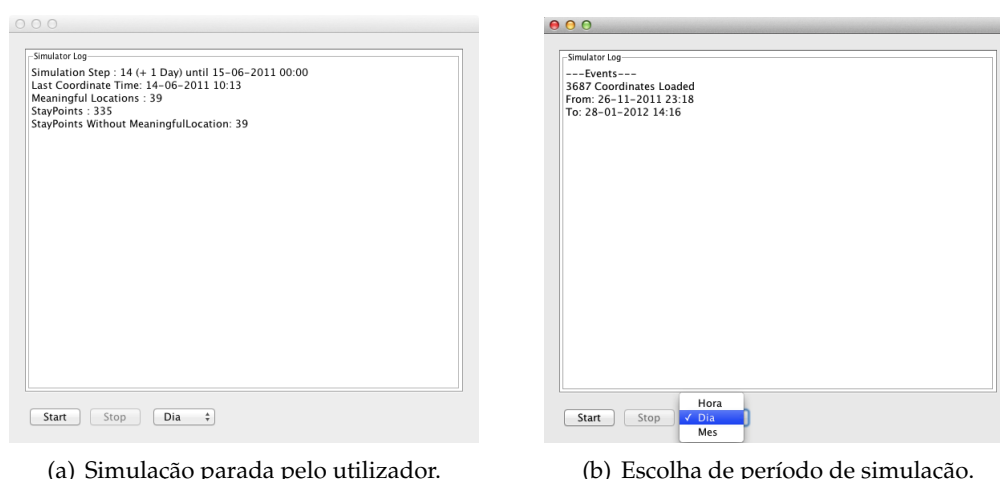 Simulator Log
Simulation Step : 14 (+ 1 Day) until 15-06-2011 00:00
Last Coordinate Time: 14-06-2011 10:13
Meaningful Locations : 39
StayPoints : 335
StayPoints Without MeaningfulLocation: 39
Start Stop Dia
(a) Simulação parada pelo utilizador.
Simulator Log
---Events---
3687 Coordinates Loaded
From: 26-11-2011 23:18
To: 28-01-2012 14:16
Hora
Start Stop ✓ Dia
Mes
(b) Escolha de período de simulação.